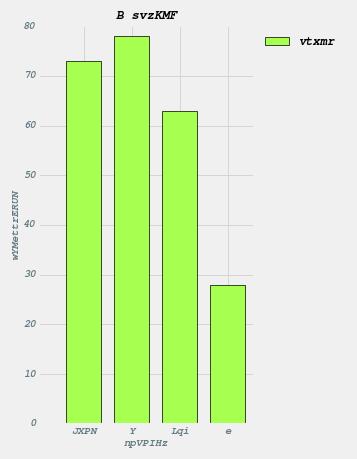 B svzKMF
vtxmr
80
70
60
50
40
30
20
10
0
wYMettrERUN
JXPN Y Lqi e
npVPIHz